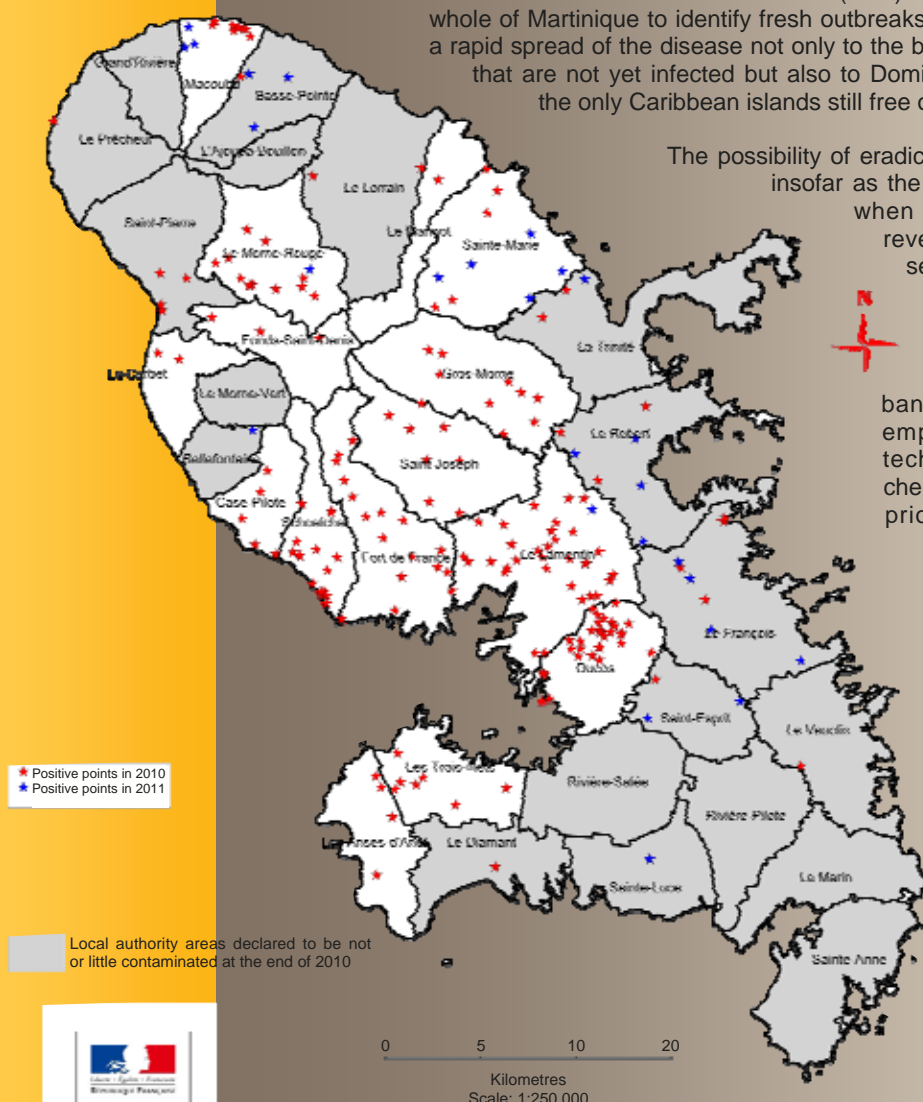 whole of Martinique to identify fresh outbreaks
a rapid spread of the disease not only to the b
that are not yet infected but also to Domi
the only Caribbean islands still free
The possibility of eradic
insofar as the
when
reve
se
N
ban
emp
tech
che
pric
Grand'Rivière
Macouba
Basse-Pointe
Le Prêcheur
L'Ajoupa-Bouillon
Le Lorrain
Saint-Pierre
Le Marigot
Sainte-Marie
Le Morne-Rouge
Fonds-Saint-Denis
La Trinité
Le Carbet
Gros-Morne
Le Morne-Vert
Le Robert
Bellefontaine
Saint Joseph
Case Pilote
Schoelcher
Fort de France
Le Lamentin
Le François
Ducos
Saint-Esprit
Le Vauclin
Les Trois-Ilets
Rivière-Salée
Rivière Pilote
Les Anses d'Arlet
Le Diamant
Sainte-Luce
Le Marin
Sainte Anne
Positive points in 2010
Positive points in 2011
Local authority areas declared to be not
or little contaminated at the end of 2010
0 5 10 20
Kilometres
Scale: 1:250 000
Liberté • Égalité • Fraternité
RÉPUBLIQUE FRANÇAISE